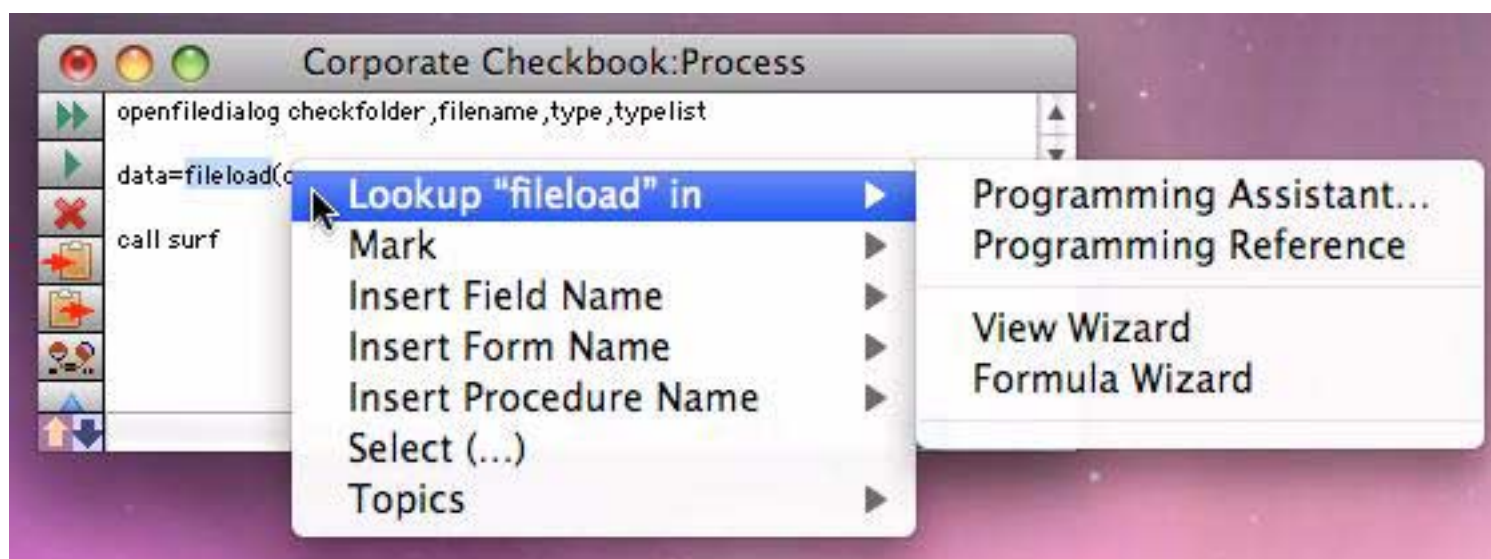 Corporate Checkbook:Process
openfiledialog checkfolder,filename,type,typelist
data=fileload(
call surf
Lookup “fileload” in
Mark
Insert Field Name
Insert Form Name
Insert Procedure Name
Select (...)
Topics
Programming Assistant...
Programming Reference
View Wizard
Formula Wizard